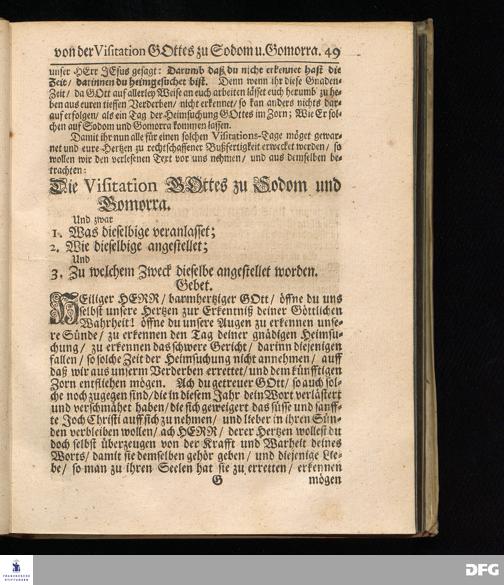 von der Visitation GOttes zu Sodom u. Gomorra. 49
unser HErr JEsus gesagt: Darumb daß du nicht erkennet hast die
Zeit/ darinnen du heimgesuchet bist. Denn wenn ihr diese Gnaden-
Zeit/ da GOtt auf allerley Weise an euch arbeiten lässet euch herumb zu he-
ben aus euren tieffen Verderben/ nicht erkennet/ so kan anders nichts dar-
auf erfolgen/ als ein Tag der Heimsuchung GOttes im Zorn; Wie Er sol-
chen auf Sodom und Gomorra kommen lassen.
Damit ihr nun alle für einen solchen Visitations-Tage möget gewar-
net und eure Hertzen zu rechtschaffener Bußfertigkeit erwecket werden/ so
wollen wir den verlesenen Text vor uns nehmen/ und aus demselben be-
trachten:
Die Visitation GOttes zu Sodom und
Gomorra.
Und zwar
1. Was dieselbige veranlasset;
2. Wie dieselbige angestellet;
Und
3. Zu welchem Zweck dieselbe angestellet worden.
Gebet.
HEiliger HERR/ barmhertziger GOtt/ öffne du uns
selbst unsere Hertzen zur Erkentniß deiner Göttlichen
Wahrheit! öffne du unsere Augen zu erkennen unse-
re Sünde/ zu erkennen den Tag deiner gnädigen Heimsu-
chung/ zu erkennen das schwere Gericht/ darinn diejenigen
fallen/ so solche Zeit der Heimsuchung nicht annehmen/ auff
daß wir aus unserm Verderben errettet/ und dem künfftigen
Zorn entfliehen mögen. Ach du getreuer GOtt/ so auch sol-
che noch zugegen sind/ die in diesem Jahr dein Wort verlästert
und verschmähet haben/ die sich geweigert das süsse und sanff-
te Joch Christi auff sich zu nehmen/ und lieber in ihren Sün-
den verbleiben wollen/ ach HERR/ derer Hertzen wollest du
doch selbst überzeugen von der Krafft und Warheit deines
Worts/ damit sie demselben gehör geben/ und diejenige Lie-
be/ so man zu ihren Seelen hat sie zu erretten/ erkennen
G mögen
FRANCKESCHE
STIFTUNGEN
DFG